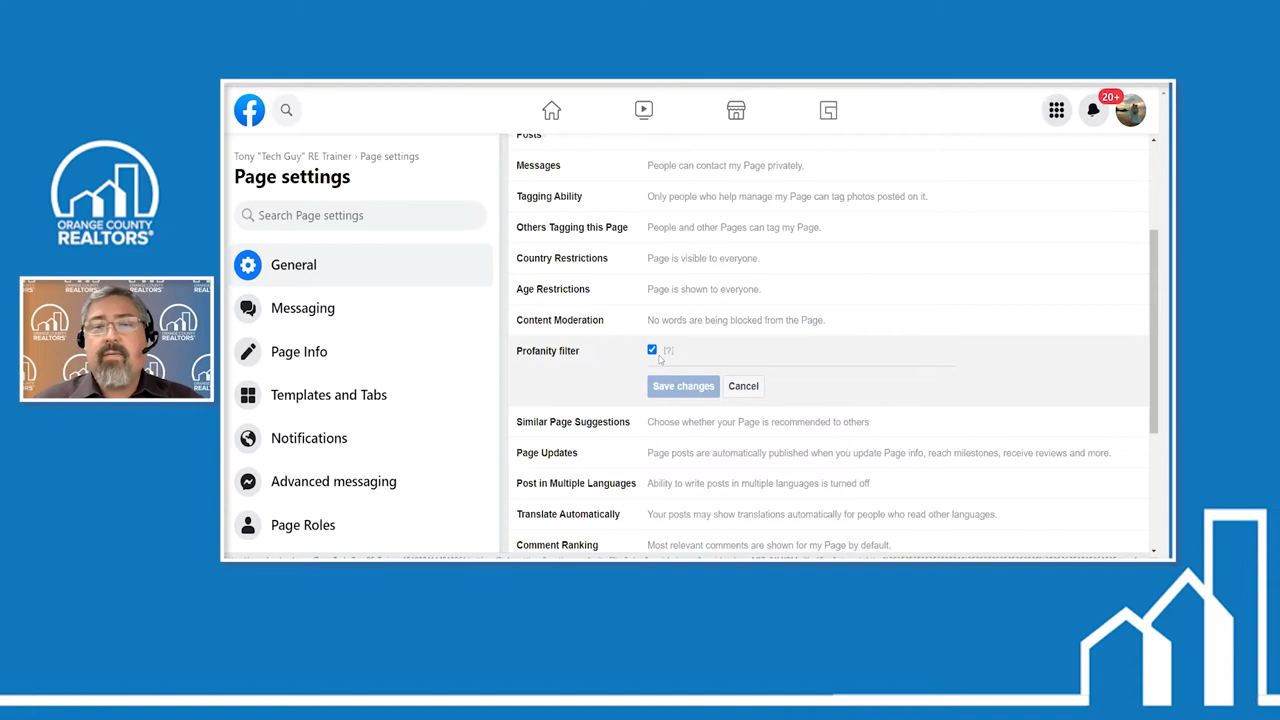 20+
Tony "Tech Guy" RE Trainer › Page settings
Page settings
Search Page settings
General
Messaging
Page Info
Templates and Tabs
Notifications
Advanced messaging
Page Roles
Posts
Messages People can contact my Page privately.
Tagging Ability Only people who help manage my Page can tag photos posted on it.
Others Tagging this Page People and other Pages can tag my Page.
Country Restrictions Page is visible to everyone.
Age Restrictions Page is shown to everyone.
Content Moderation No words are being blocked from the Page.
Profanity filter [?]
Save changes Cancel
Similar Page Suggestions Choose whether your Page is recommended to others
Page Updates Page posts are automatically published when you update Page info, reach milestones, receive reviews and more.
Post in Multiple Languages Ability to write posts in multiple languages is turned off
Translate Automatically Your posts may show translations automatically for people who read other languages.
Comment Ranking Most relevant comments are shown for my Page by default.
ORANGE COUNTY
REALTORS®
ORANGE COUNTY
REALTORS
ORANGE COUNTY
REALTORS